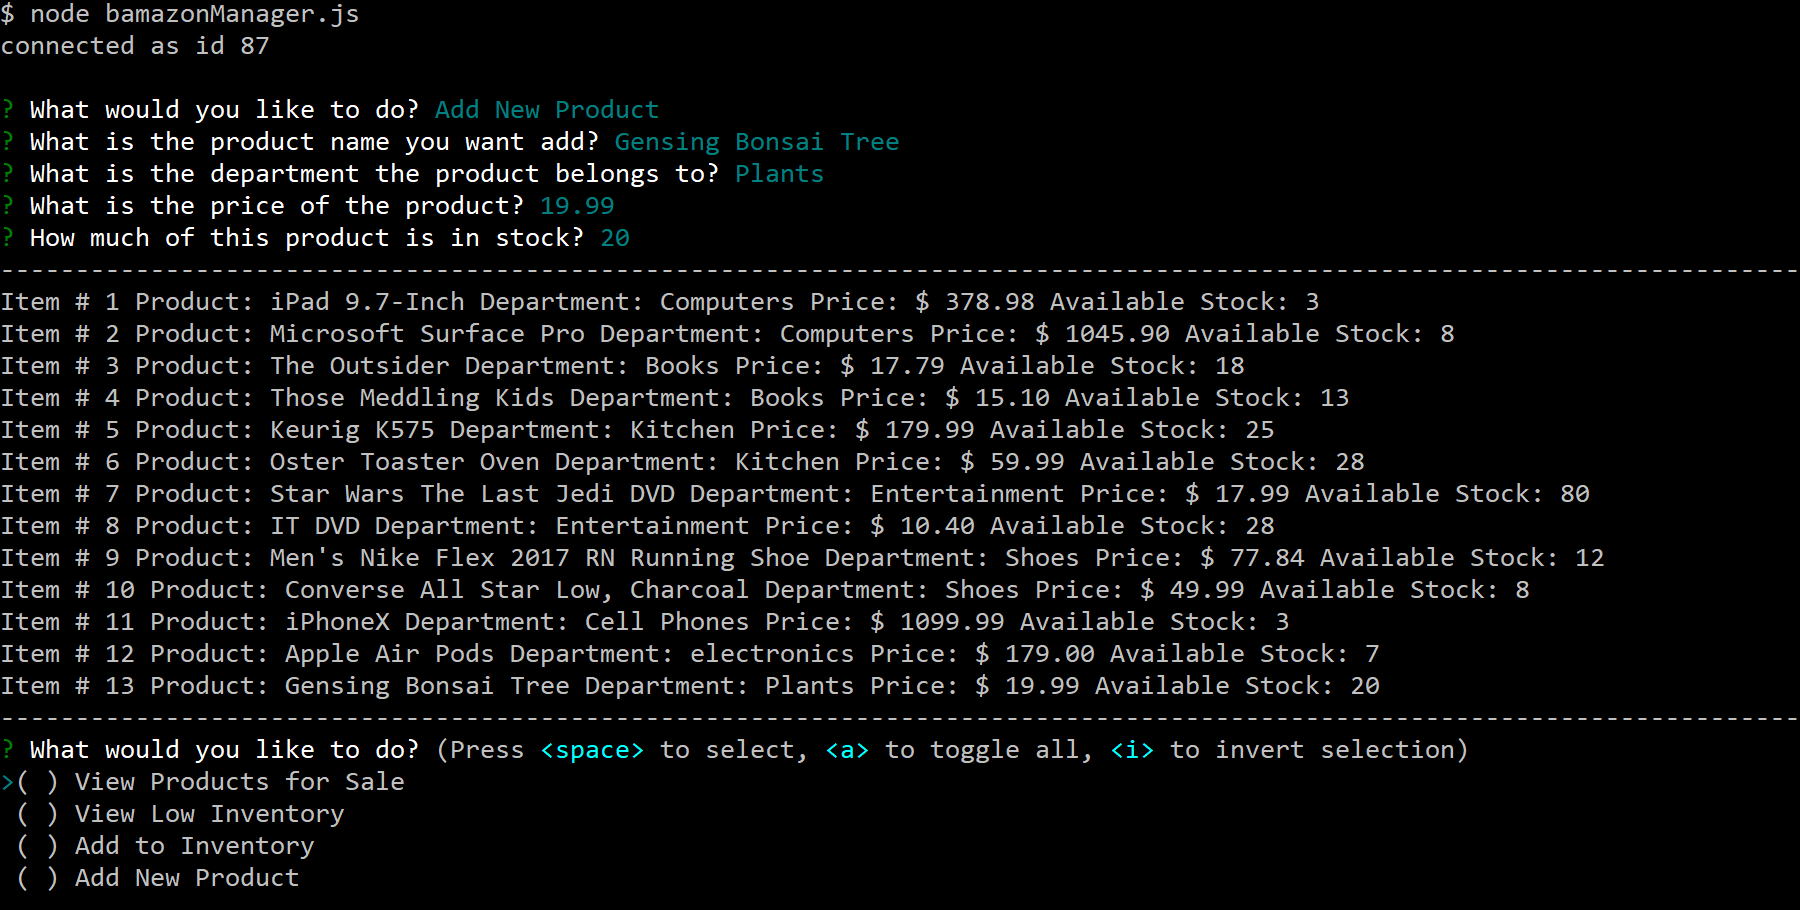 $ node bamazonManager.js
connected as id 87
? What would you like to do? Add New Product
? What is the product name you want add? Gensing Bonsai Tree
? What is the department the product belongs to? Plants
? What is the price of the product? 19.99
? How much of this product is in stock? 20
------------------------------------------------------------------------------------------------------------------------
Item # 1 Product: iPad 9.7-Inch Department: Computers Price: $ 378.98 Available Stock: 3
Item # 2 Product: Microsoft Surface Pro Department: Computers Price: $ 1045.90 Available Stock: 8
Item # 3 Product: The Outsider Department: Books Price: $ 17.79 Available Stock: 18
Item # 4 Product: Those Meddling Kids Department: Books Price: $ 15.10 Available Stock: 13
Item # 5 Product: Keurig K575 Department: Kitchen Price: $ 179.99 Available Stock: 25
Item # 6 Product: Oster Toaster Oven Department: Kitchen Price: $ 59.99 Available Stock: 28
Item # 7 Product: Star Wars The Last Jedi DVD Department: Entertainment Price: $ 17.99 Available Stock: 80
Item # 8 Product: IT DVD Department: Entertainment Price: $ 10.40 Available Stock: 28
Item # 9 Product: Men's Nike Flex 2017 RN Running Shoe Department: Shoes Price: $ 77.84 Available Stock: 12
Item # 10 Product: Converse All Star Low, Charcoal Department: Shoes Price: $ 49.99 Available Stock: 8
Item # 11 Product: iPhoneX Department: Cell Phones Price: $ 1099.99 Available Stock: 3
Item # 12 Product: Apple Air Pods Department: electronics Price: $ 179.00 Available Stock: 7
Item # 13 Product: Gensing Bonsai Tree Department: Plants Price: $ 19.99 Available Stock: 20
------------------------------------------------------------------------------------------------------------------------
? What would you like to do? (Press <space> to select, <a> to toggle all, <i> to invert selection)
>( ) View Products for Sale
( ) View Low Inventory
( ) Add to Inventory
( ) Add New Product